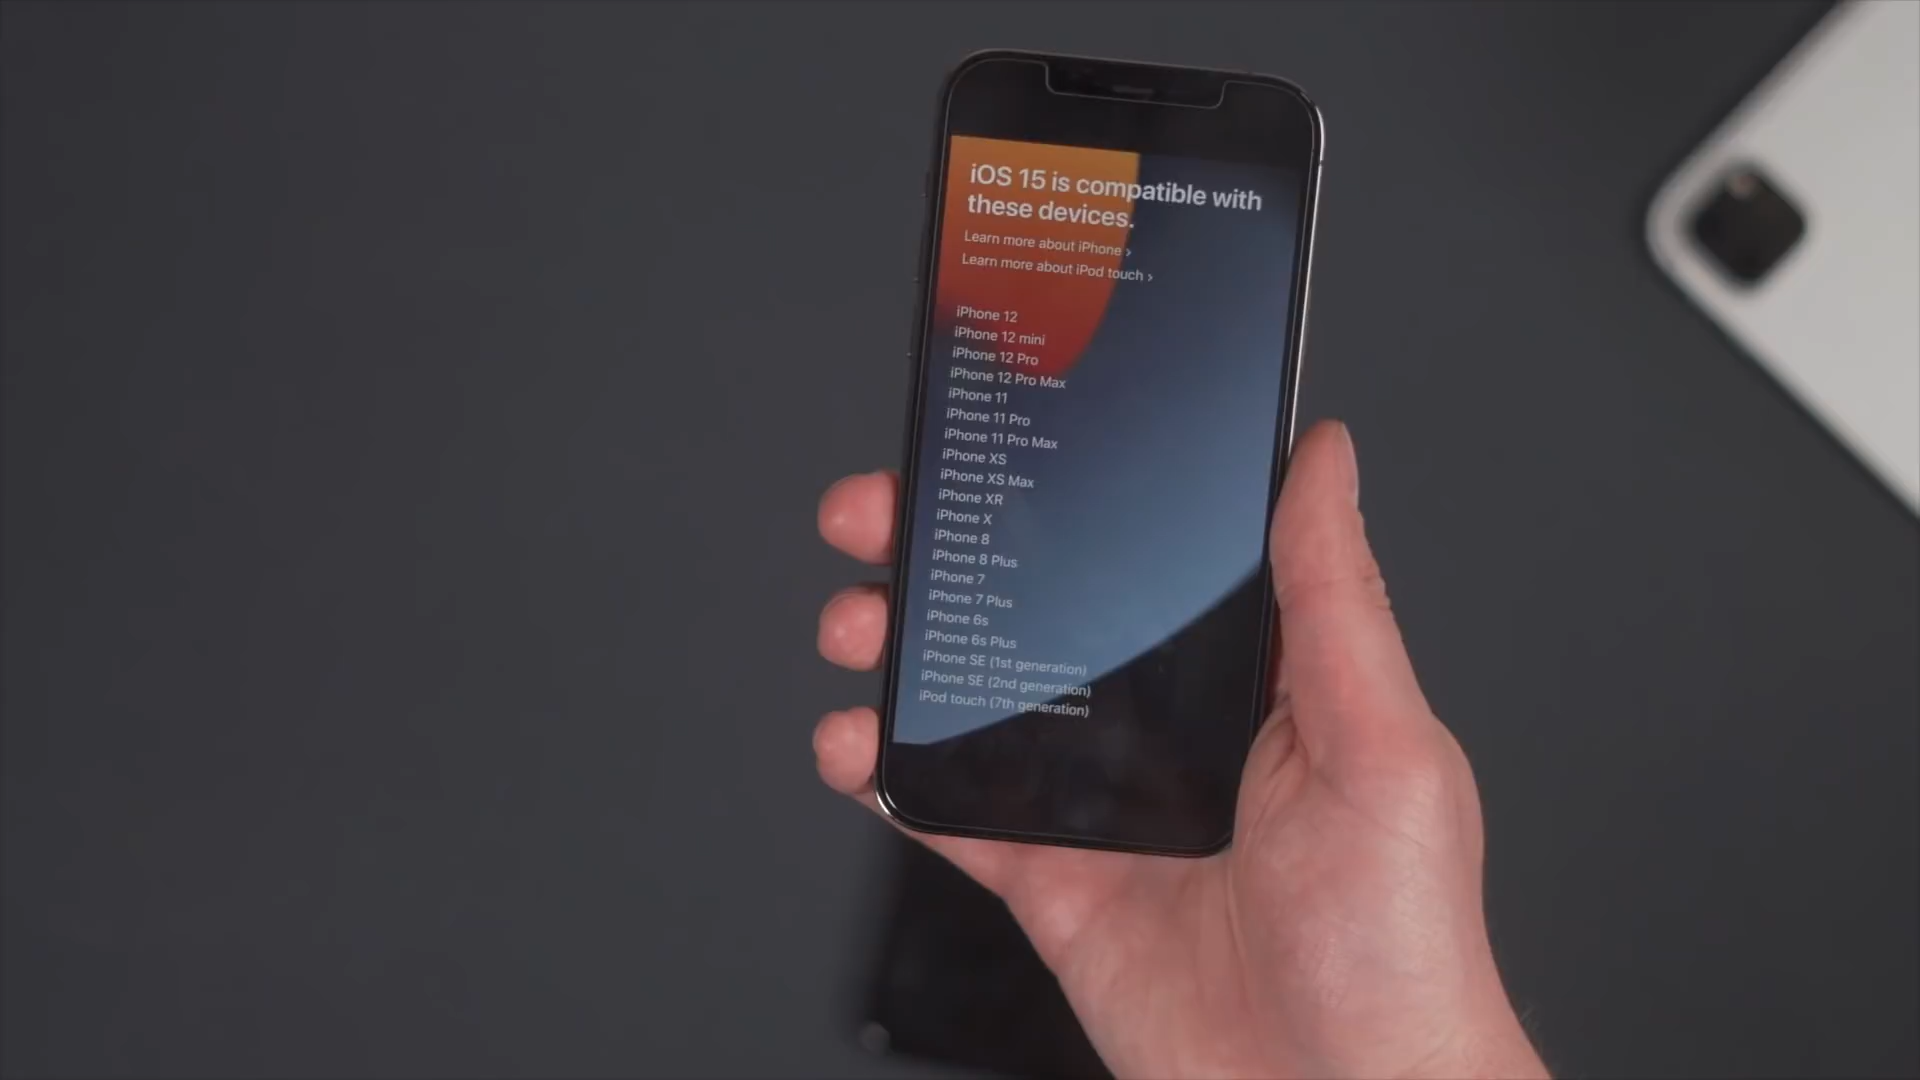 iOS 15 is compatible with
these devices.
Learn more about iPhone >
Learn more about iPod touch >
iPhone 12
iPhone 12 mini
iPhone 12 Pro
iPhone 12 Pro Max
iPhone 11
iPhone 11 Pro
iPhone 11 Pro Max
iPhone XS
iPhone XS Max
iPhone XR
iPhone X
iPhone 8
iPhone 8 Plus
iPhone 7
iPhone 7 Plus
iPhone 6s
iPhone 6s Plus
iPhone SE (1st generation)
iPhone SE (2nd generation)
iPod touch (7th generation)